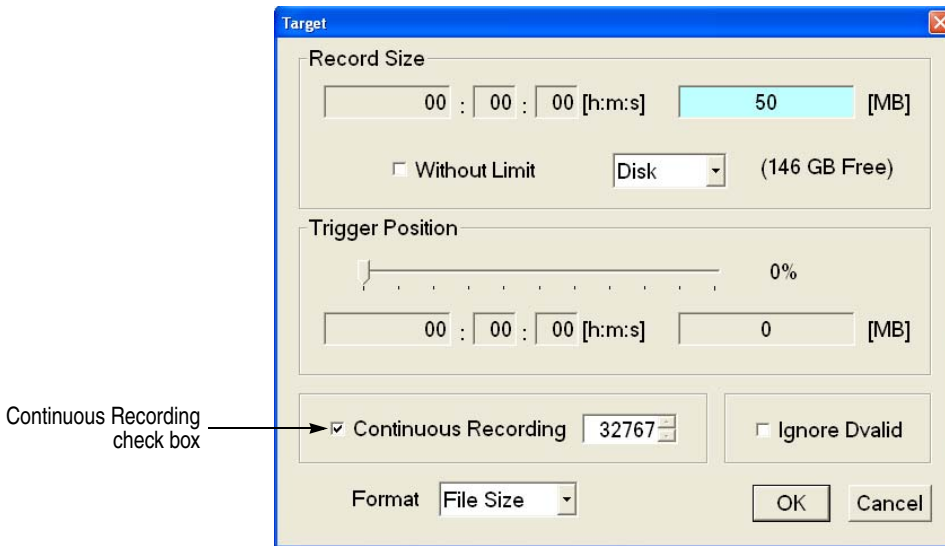 Target
Record Size
00 : 00 : 00 [h:m:s] 50 [MB]
Without Limit Disk (146 GB Free)
Trigger Position
0%
00 : 00 : 00 [h:m:s] 0 [MB]
Continuous Recording
check box
Continuous Recording 32767 Ignore Dvalid
Format File Size OK Cancel